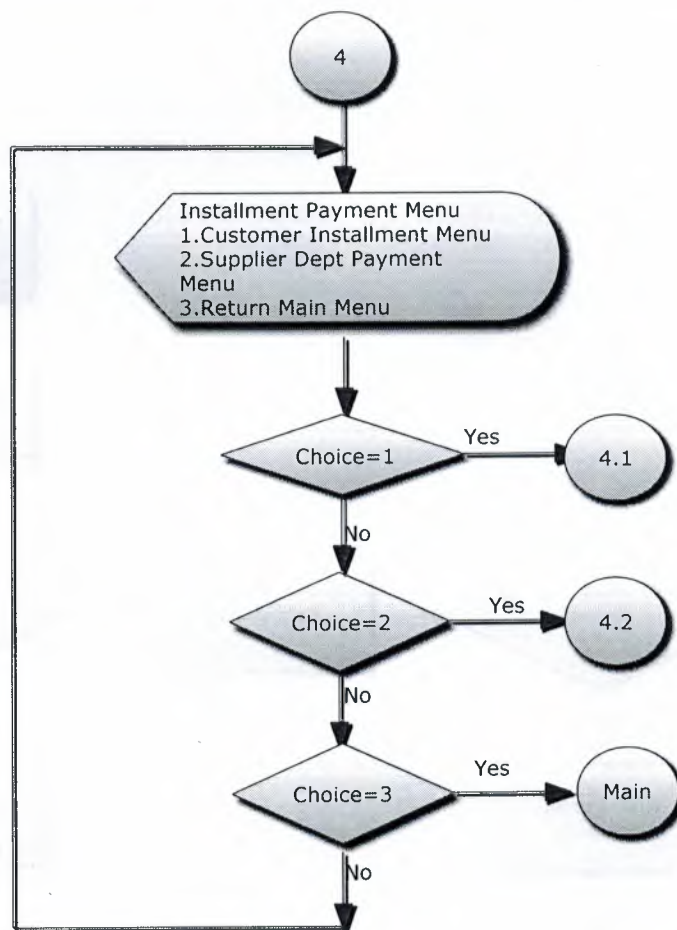 4
Installment Payment Menu
1.Customer Installment Menu
2.Supplier Dept Payment
Menu
3.Return Main Menu
Choice=1
Yes
4.1
No
Choice=2
Yes
4.2
No
Choice=3
Yes
Main
No